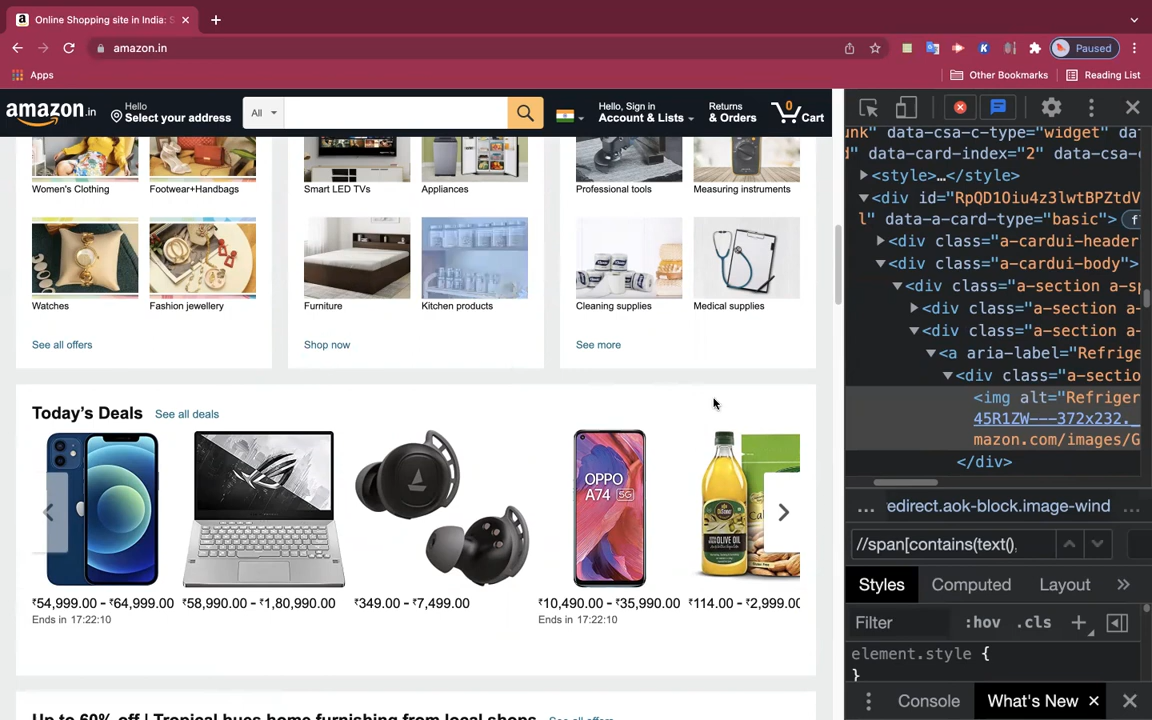 Online Shopping site in India: S
amazon.in
Paused
Apps
Other Bookmarks
Reading List
amazon.in
Hello
Select your address
All
Hello, Sign in
Account & Lists
Returns
& Orders
0
Cart
Women's Clothing
Footwear+Handbags
Smart LED TVs
Appliances
Professional tools
Measuring instruments
Watches
Fashion jewellery
Furniture
Kitchen products
Cleaning supplies
Medical supplies
See all offers
Shop now
See more
Today's Deals
See all deals
OPPO
A74 5G
₹54,999.00 - ₹64,999.00
Ends in 17:22:10
₹58,990.00 - ₹1,80,990.00
₹349.00 - ₹7,499.00
₹10,490.00 - ₹35,990.00
Ends in 17:22:10
₹114.00 - ₹2,999.00
OLIVE OIL
Up to 60% off | Tropical hues home furnishing from local shops
See all offers
unk" data-csa-c-type="widget" dat
d" data-card-index="2" data-csa-
<style>…</style>
<div id="RpQD1Oiu4z3lwtBPZtdV
l" data-a-card-type="basic">
<div class="a-cardui-header
<div class="a-cardui-body">
<div class="a-section a-sp
<div class="a-section a-
<div class="a-section a-
<a aria-label="Refrige
<div class="a-sectio
<img alt="Refriger
45R1ZW---372x232._
mazon.com/images/G
</div>
… edirect.aok-block.image-wind …
//span[contains(text(),
Styles
Computed
Layout
Filter
:hov
.cls
element.style {
}
Console
What's New